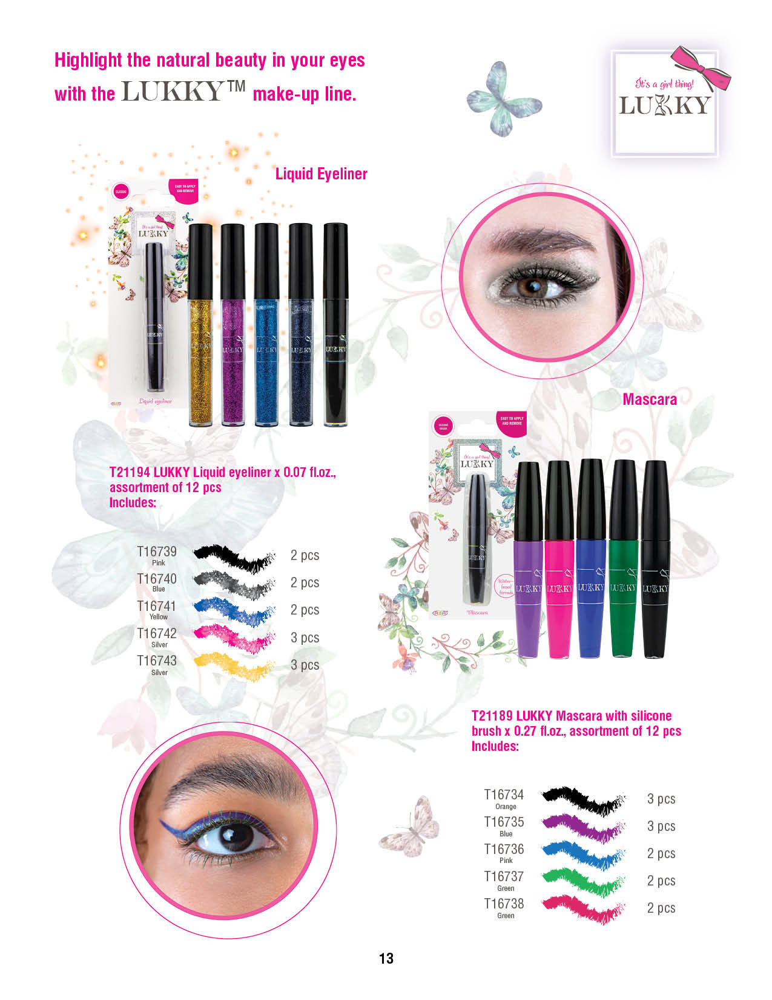 Highlight the natural beauty in your eyes
with the LUKKY™ make-up line.
It's a girl thing!
LUKKY
Liquid Eyeliner
CLASSIC
EASY TO APPLY
AND REMOVE
It's a girl thing!
LUKKY
LUKKY
LUKKY
LUKKY
LUKKY
LUKKY
LUKKY
Liquid eyeliner
Mascara
SILICONE
BRUSH
EASY TO APPLY
AND REMOVE
It's a girl thing!
LUKKY
LUKKY
Water-
based
formula
Mascara
LUKKY
LUKKY
LUKKY
LUKKY
LUKKY
T21194 LUKKY Liquid eyeliner x 0.07 fl.oz.,
assortment of 12 pcs
Includes:
T16739 2 pcs
Pink
T16740 2 pcs
Blue
T16741 2 pcs
Yellow
T16742 3 pcs
Silver
T16743 3 pcs
Silver
T21189 LUKKY Mascara with silicone
brush x 0.27 fl.oz., assortment of 12 pcs
Includes:
T16734 3 pcs
Orange
T16735 3 pcs
Blue
T16736 2 pcs
Pink
T16737 2 pcs
Green
T16738 2 pcs
Green
13